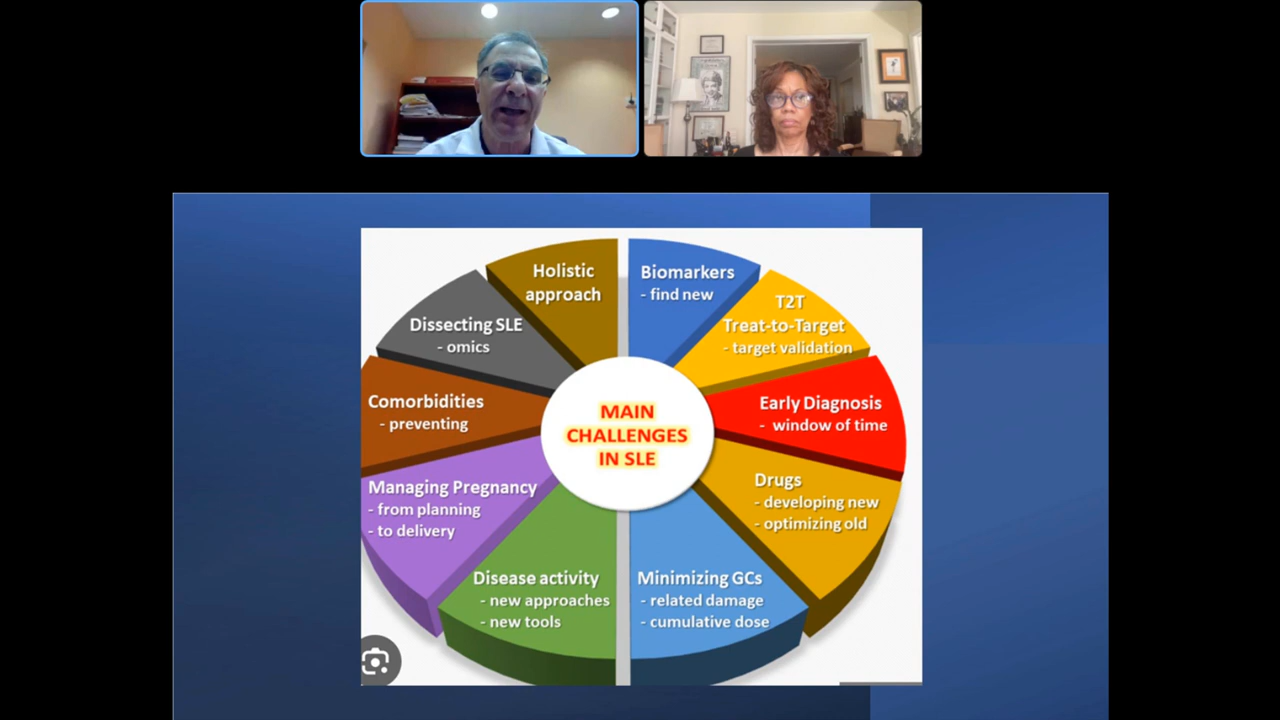 Holistic
approach
Biomarkers
- find new
T2T
Treat-to-Target
- target validation
Early Diagnosis
- window of time
Drugs
- developing new
- optimizing old
Minimizing GCs
- related damage
- cumulative dose
Disease activity
- new approaches
- new tools
Managing Pregnancy
- from planning
- to delivery
Comorbidities
- preventing
Dissecting SLE
- omics
MAIN
CHALLENGES
IN SLE